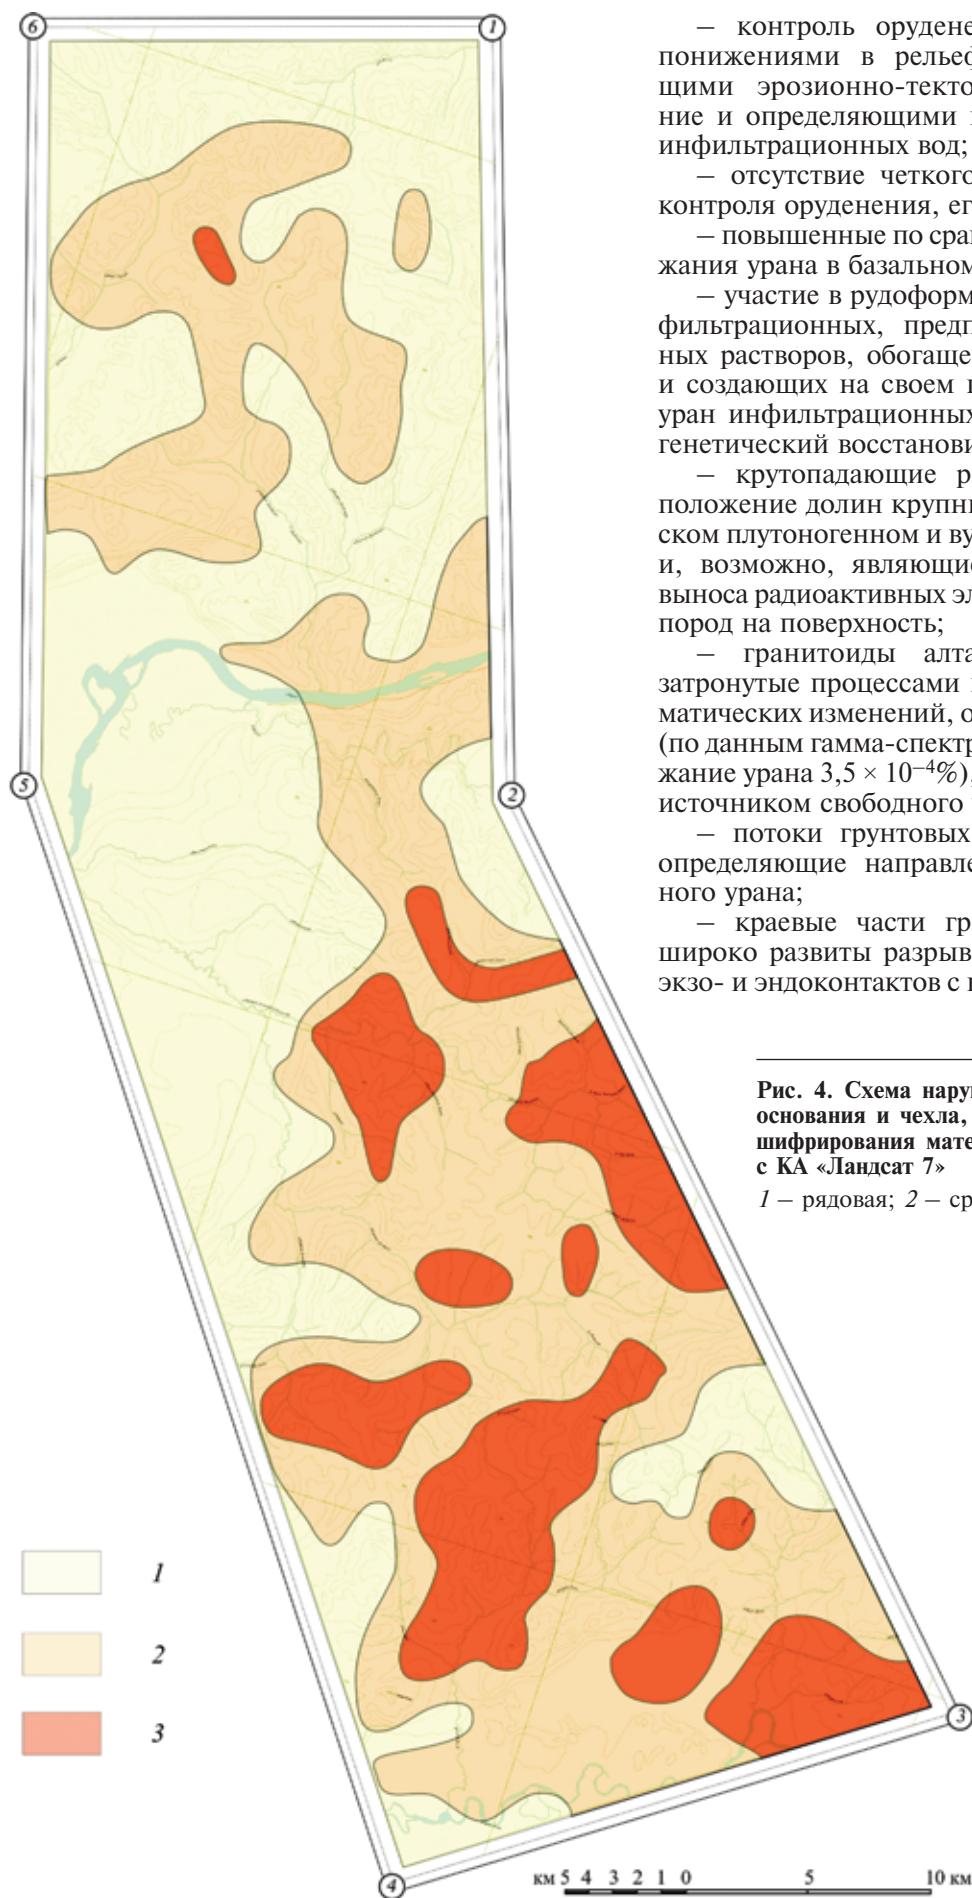 6
1
– контроль орудене
понижениями в рельеф
щими эрозионно-текто
ние и определяющими
инфильтрационных вод;
– отсутствие четкого
контроля оруденения, ег
– повышенные по срав
жания урана в базальном
– участие в рудоформ
фильтрационных, предп
ных растворов, обогаще
и создающих на своем п
уран инфильтрационных
генетический восстанови
– крутопадающие р
положение долин крупны
ском плутоногенном и ву
и, возможно, являющие
выноса радиоактивных эл
пород на поверхность;
– гранитоиды алта
затронутые процессами
матических изменений, о
(по данным гамма-спектр
жание урана 3,5 × 10⁻⁴%),
источником свободного
– потоки грунтовых
определяющие направле
ного урана;
– краевые части гр
широко развиты разрыв
экзо- и эндоконтактов с
5
2
Рис. 4. Схема нару
основания и чехла,
шифрирования мате
с КА «Ландсат 7»
1 – рядовая; 2 – ср
1
2
3
3
4
км 5 4 3 2 1 0 5 10 км